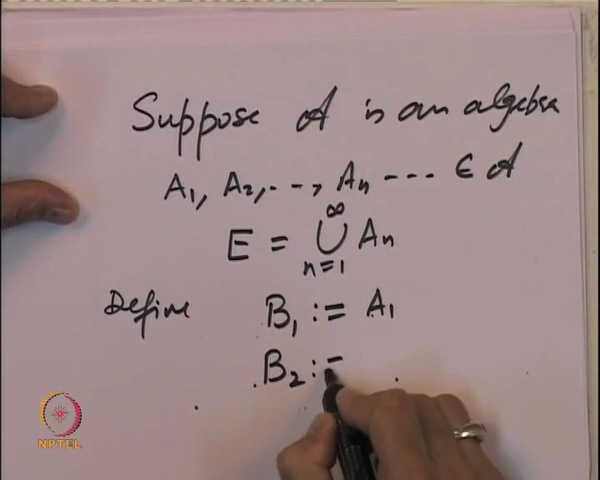 Suppose 𝒜 is an algebra
A₁, A₂, - - -, Aₙ - - - - ∈ 𝒜
E = ∞⋃n=1 Aₙ
Define B₁ := A₁
B₂ :=
NPTEL